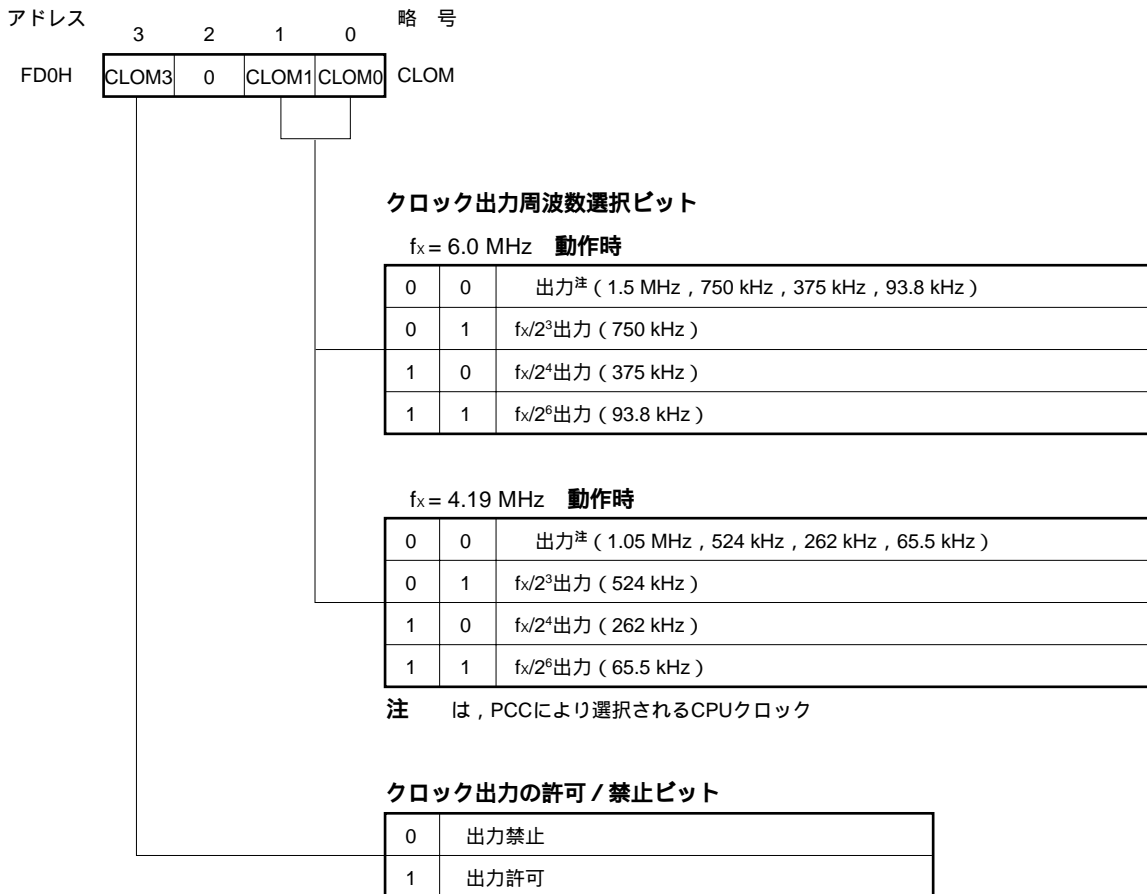 アドレス 略 号
3 2 1 0
FD0H CLOM3 0 CLOM1 CLOM0 CLOM
クロック出力周波数選択ビット
fx = 6.0 MHz 動作時
0 0 出力注 ( 1.5 MHz , 750 kHz , 375 kHz , 93.8 kHz )
0 1 fx/2³出力 ( 750 kHz )
1 0 fx/2⁴出力 ( 375 kHz )
1 1 fx/2⁶出力 ( 93.8 kHz )
fx = 4.19 MHz 動作時
0 0 出力注 ( 1.05 MHz , 524 kHz , 262 kHz , 65.5 kHz )
0 1 fx/2³出力 ( 524 kHz )
1 0 fx/2⁴出力 ( 262 kHz )
1 1 fx/2⁶出力 ( 65.5 kHz )
注 は , PCCにより選択されるCPUクロック
クロック出力の許可 / 禁止ビット
0 出力禁止
1 出力許可